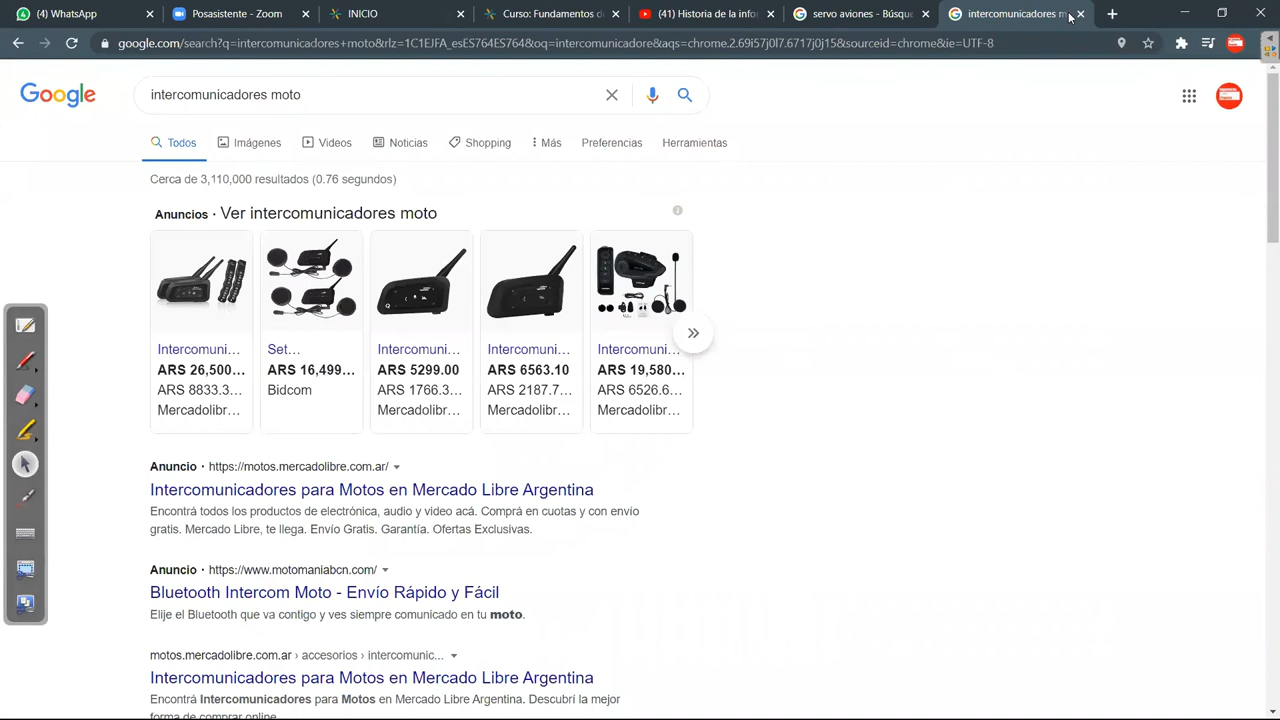 WhatsApp
Posasistente - Zoom
INICIO
Curso: Fundamentos d
(41) Historia de la info
servo aviones - Búsque
intercomunicadores m
google.com/search?q=intercomunicadores+moto&rlz=1C1EJFA_esES764ES764&oq=intercomunicadore&aqs=chrome.2.69i57j0l7.6717j0j15&sourceid=chrome&ie=UTF-8
Google
intercomunicadores moto
Todos
Imágenes
Videos
Noticias
Shopping
Más
Preferencias
Herramientas
Cerca de 3,110,000 resultados (0.76 segundos)
Anuncios · Ver intercomunicadores moto
Intercomuni...
ARS 26,500...
ARS 8833.3...
Mercadolibr...
Set...
ARS 16,499...
Bidcom
Intercomuni...
ARS 5299.00
ARS 1766.3...
Mercadolibr...
Intercomuni...
ARS 6563.10
ARS 2187.7...
Mercadolibr...
Intercomuni...
ARS 19,580...
ARS 6526.6...
Mercadolibr...
Anuncio · https://motos.mercadolibre.com.ar/
Intercomunicadores para Motos en Mercado Libre Argentina
Encontrá todos los productos de electrónica, audio y video acá. Comprá en cuotas y con envío
gratis. Mercado Libre, te llega. Envío Gratis. Garantía. Ofertas Exclusivas.
Anuncio · https://www.motomaniabcn.com/
Bluetooth Intercom Moto - Envío Rápido y Fácil
Elije el Bluetooth que va contigo y ves siempre comunicado en tu moto.
motos.mercadolibre.com.ar › accesorios › intercomunic...
Intercomunicadores para Motos en Mercado Libre Argentina
Encontrá Intercomunicadores para Motos en Mercado Libre Argentina. Descubrí la mejor
forma de comprar online.